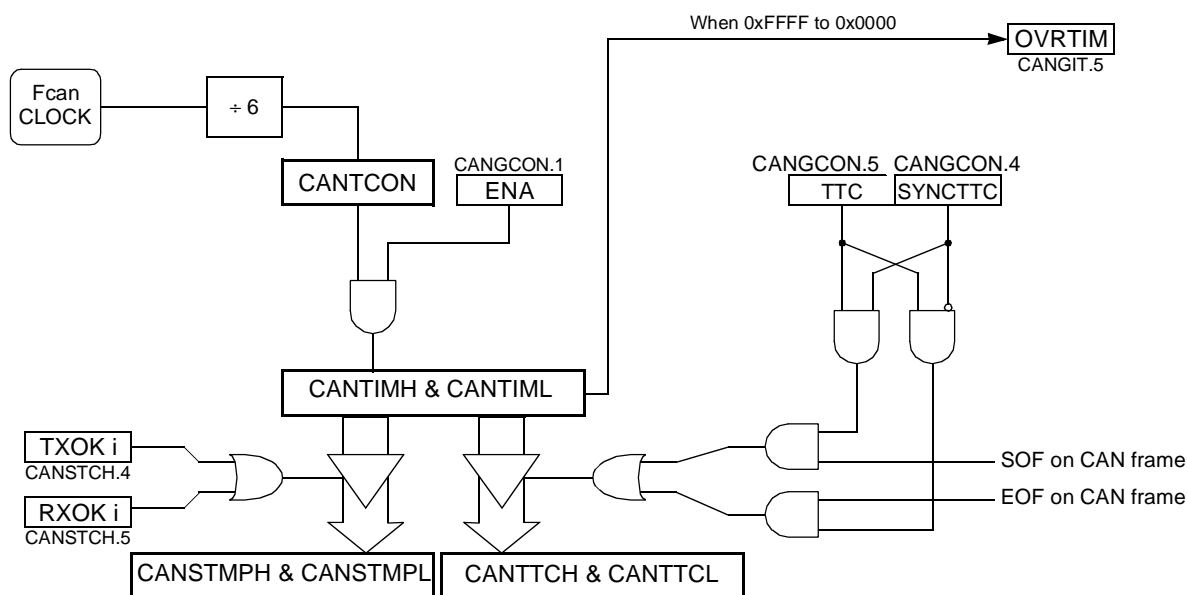 When 0xFFFF to 0x0000
OVRTIM
CANGIT.5
Fcan
CLOCK
÷ 6
CANTCON
CANGCON.1
ENA
CANGCON.5 CANGCON.4
TTC SYNCTTC
CANTIMH & CANTIML
TXOK i
CANSTCH.4
RXOK i
CANSTCH.5
SOF on CAN frame
EOF on CAN frame
CANSTMPH & CANSTMPL
CANTTCH & CANTTCL